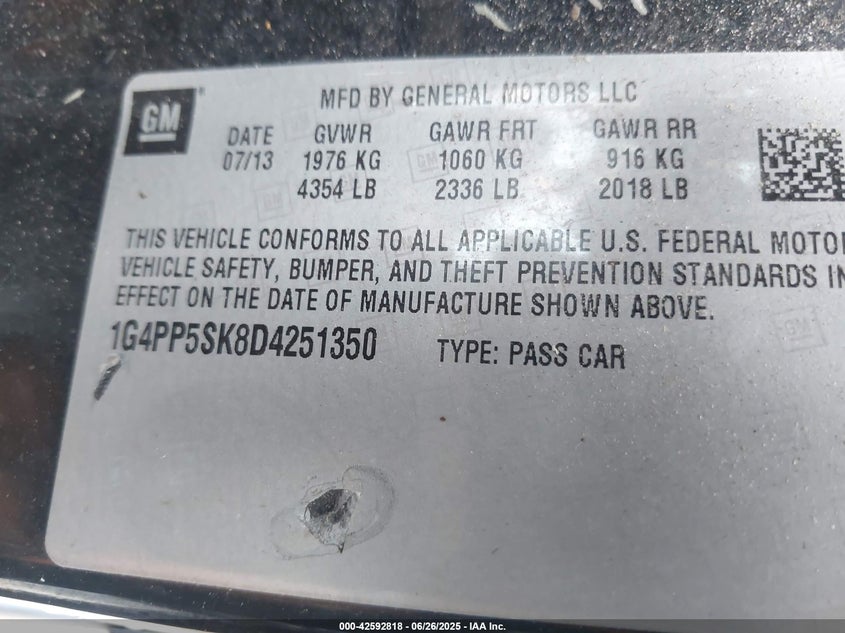 GM
MFD BY GENERAL MOTORS LLC
DATE GVWR GAWR FRT GAWR RR
07/13 1976 KG 1060 KG 916 KG
4354 LB 2336 LB 2018 LB
THIS VEHICLE CONFORMS TO ALL APPLICABLE U.S. FEDERAL MOTOR
VEHICLE SAFETY, BUMPER, AND THEFT PREVENTION STANDARDS IN
EFFECT ON THE DATE OF MANUFACTURE SHOWN ABOVE.
1G4PP5SK8D4251350 TYPE: PASS CAR
000-42592818 - 06/26/2025 - IAA Inc.